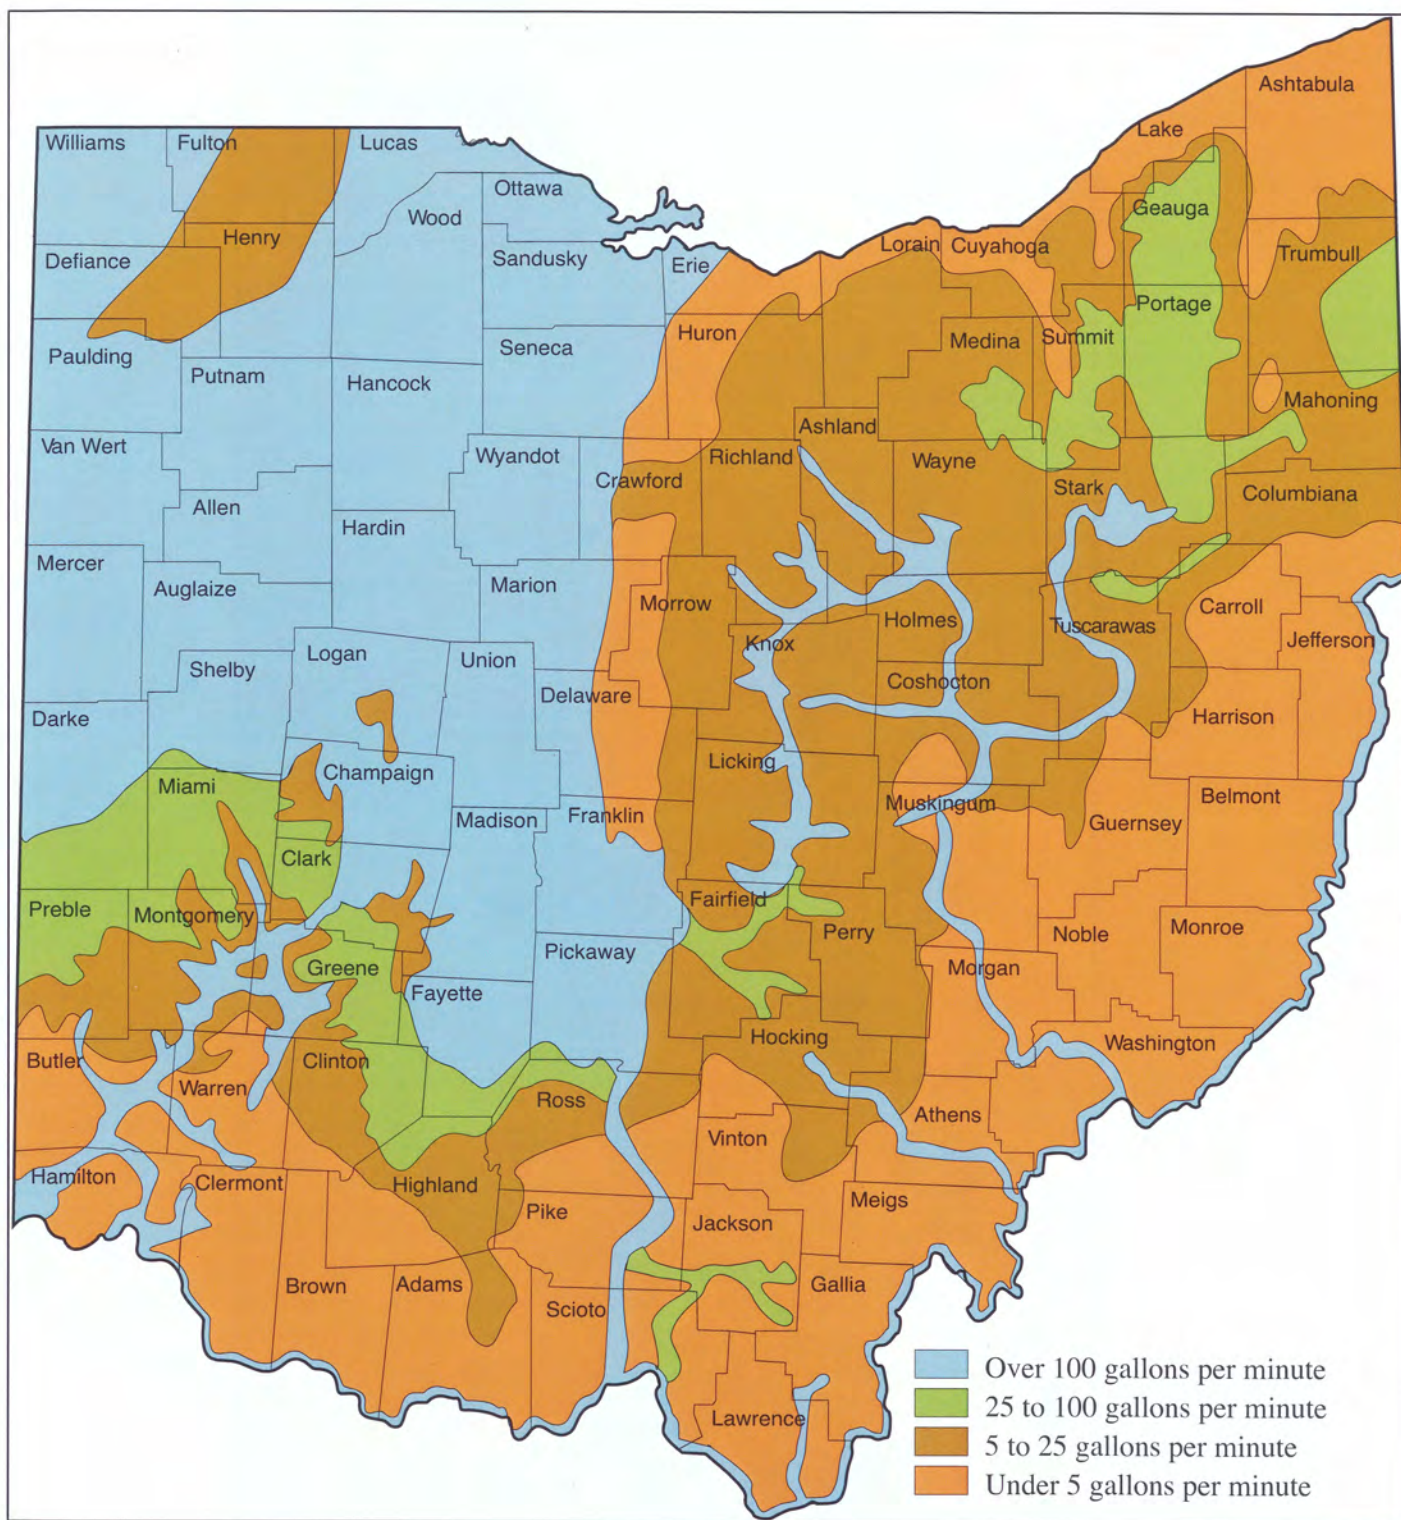 Ashtabula
Lake
Williams
Fulton
Lucas
Ottawa
Geauga
Wood
Henry
Lorain
Cuyahoga
Trumbull
Defiance
Sandusky
Erie
Portage
Huron
Summit
Medina
Seneca
Paulding
Putnam
Hancock
Mahoning
Ashland
Van Wert
Wyandot
Richland
Wayne
Crawford
Stark
Columbiana
Allen
Hardin
Mercer
Auglaize
Marion
Morrow
Carroll
Holmes
Tuscarawas
Jefferson
Knox
Logan
Union
Shelby
Coshocton
Delaware
Darke
Harrison
Licking
Champaign
Miami
Belmont
Muskingum
Madison
Franklin
Guernsey
Clark
Fairfield
Preble
Montgomery
Perry
Noble
Monroe
Pickaway
Greene
Morgan
Fayette
Hocking
Washington
Butler
Clinton
Warren
Ross
Athens
Vinton
Hamilton
Clermont
Highland
Meigs
Pike
Jackson
Brown
Adams
Gallia
Scioto
Lawrence
Over 100 gallons per minute
25 to 100 gallons per minute
5 to 25 gallons per minute
Under 5 gallons per minute